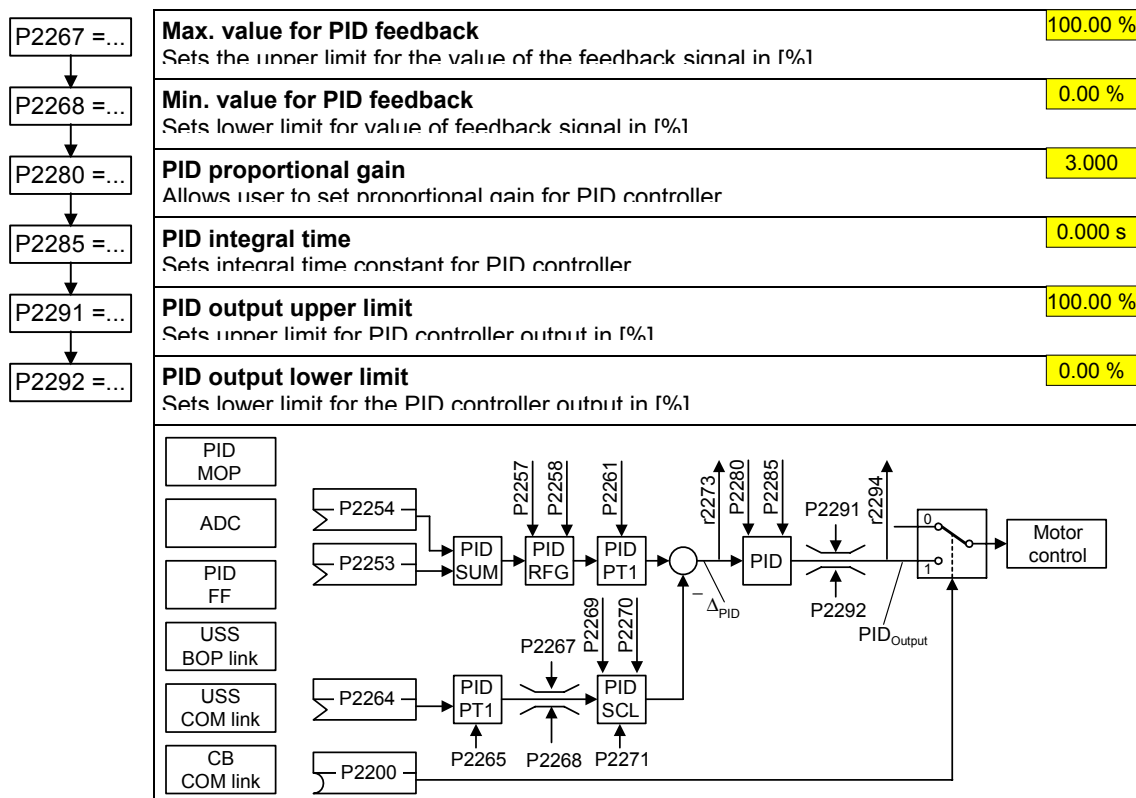 P2267 =...
Max. value for PID feedback
100.00 %
Sets the upper limit for the value of the feedback signal in [%]
P2268 =...
Min. value for PID feedback
0.00 %
Sets lower limit for value of feedback signal in [%]
P2280 =...
PID proportional gain
3.000
Allows user to set proportional gain for PID controller
P2285 =...
PID integral time
0.000 s
Sets integral time constant for PID controller
P2291 =...
PID output upper limit
100.00 %
Sets upper limit for PID controller output in [%]
P2292 =...
PID output lower limit
0.00 %
Sets lower limit for the PID controller output in [%]
PID
MOP
ADC
PID
FF
USS
BOP link
USS
COM link
CB
COM link
P2254
P2253
P2264
P2200
PID
SUM
P2257
P2258
PID
RFG
P2261
PID
PT1
r2273
P2280
P2285
PID
P2291
P2292
r2294
0
1
Motor
control
–
ΔPID
PIDOutput
PID
PT1
P2265
P2267
P2268
P2269
P2270
PID
SCL
P2271